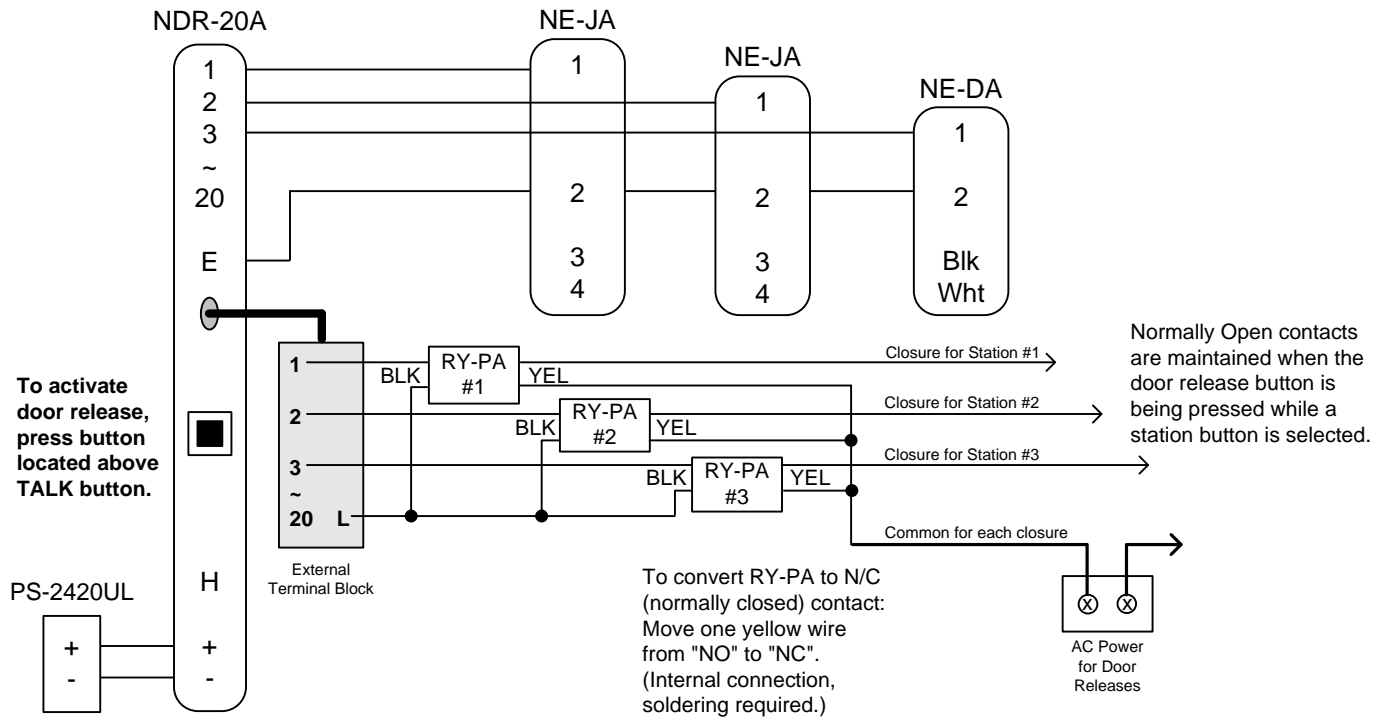 NDR-20A
1
2
3
~
20
E
H
+
-
NE-JA
1
2
3
4
NE-JA
1
2
3
4
NE-DA
1
2
Blk
Wht
To activate
door release,
press button
located above
TALK button.
PS-2420UL
+
-
1
2
3
~
20 L
External
Terminal Block
BLK
RY-PA
#1
YEL
BLK
RY-PA
#2
YEL
BLK
RY-PA
#3
YEL
Closure for Station #1
Closure for Station #2
Closure for Station #3
Common for each closure
Normally Open contacts
are maintained when the
door release button is
being pressed while a
station button is selected.
To convert RY-PA to N/C
(normally closed) contact:
Move one yellow wire
from "NO" to "NC".
(Internal connection,
soldering required.)
X X
AC Power
for Door
Releases